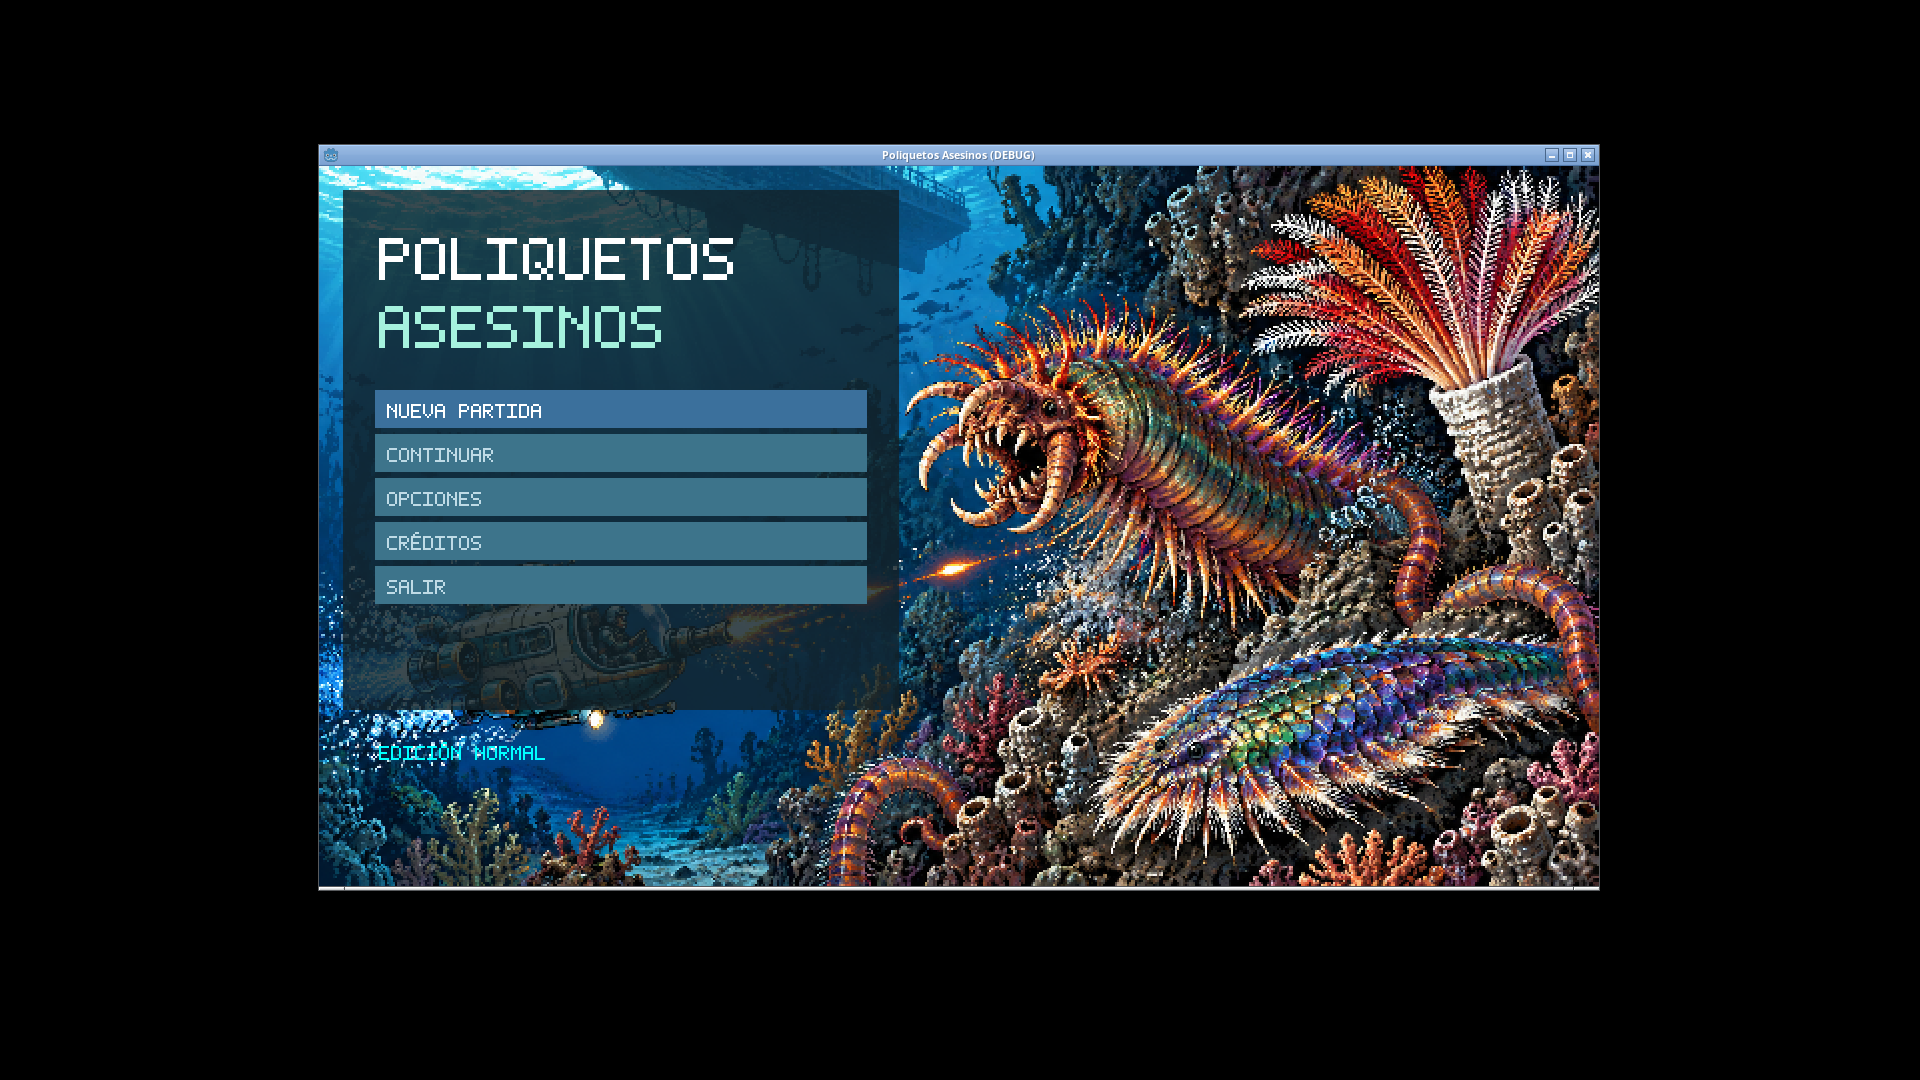 Poliquetos Asesinos (DEBUG)
POLIQUETOS
ASESINOS
NUEVA PARTIDA
CONTINUAR
OPCIONES
CRÉDITOS
SALIR
EDICIÓN NORMAL